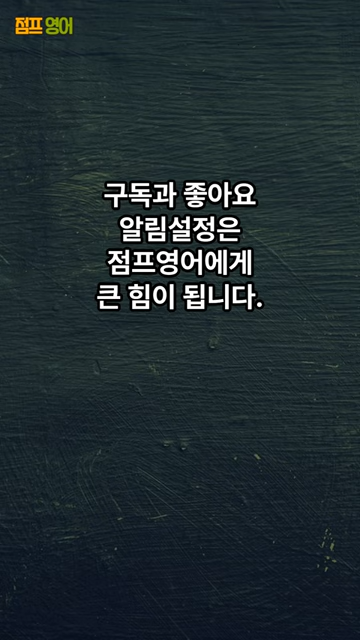 점프 영어
구독과 좋아요
알림설정은
점프영어에게
큰 힘이 됩니다.